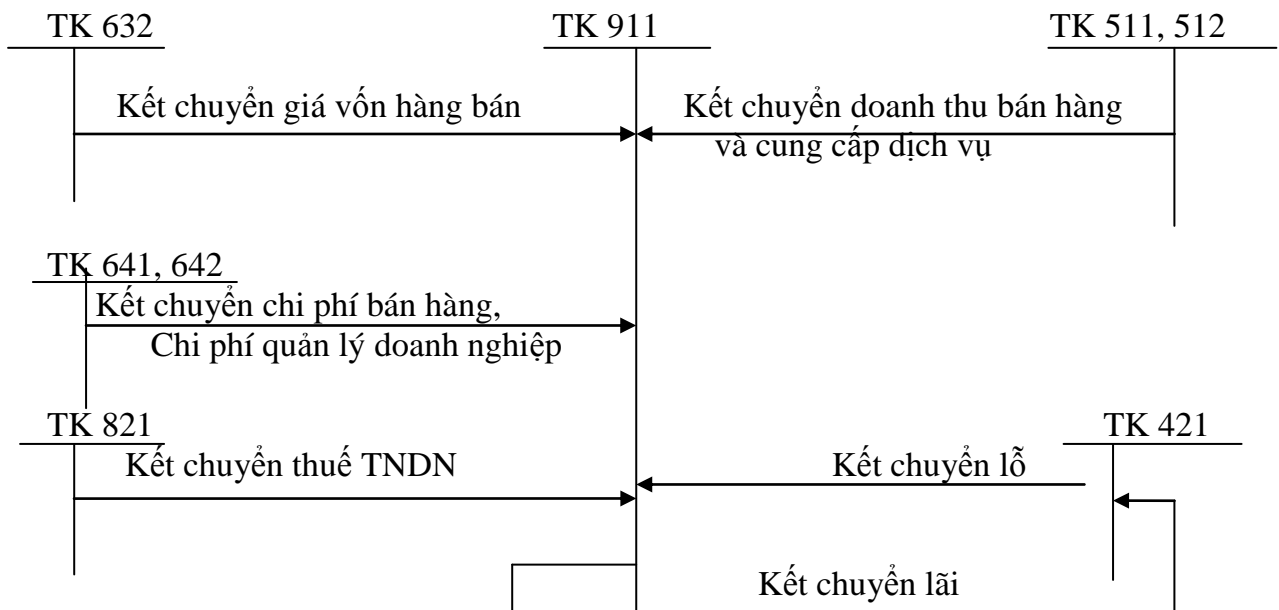 TK 632
TK 911
TK 511, 512
Kết chuyển giá vốn hàng bán
Kết chuyển doanh thu bán hàng
và cung cấp dịch vụ
TK 641, 642
Kết chuyển chi phí bán hàng,
Chi phí quản lý doanh nghiệp
TK 821
TK 421
Kết chuyển thuế TNDN
Kết chuyển lỗ
Kết chuyển lãi